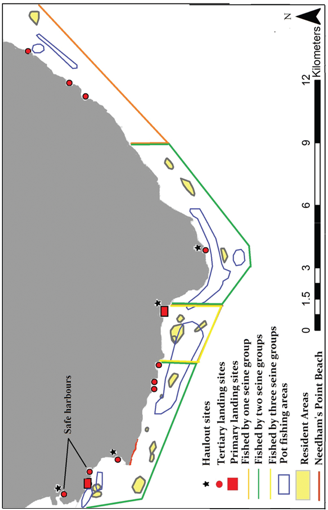 Safe harbours
N
Kilometers
0 1.5 3 6 9 12
Haulout sites
Tertiary landing sites
Primary landing sites
Fished by one seine group
Fished by two seine groups
Fished by three seine groups
Pot fishing areas
Resident Areas
Needham's Point Beach